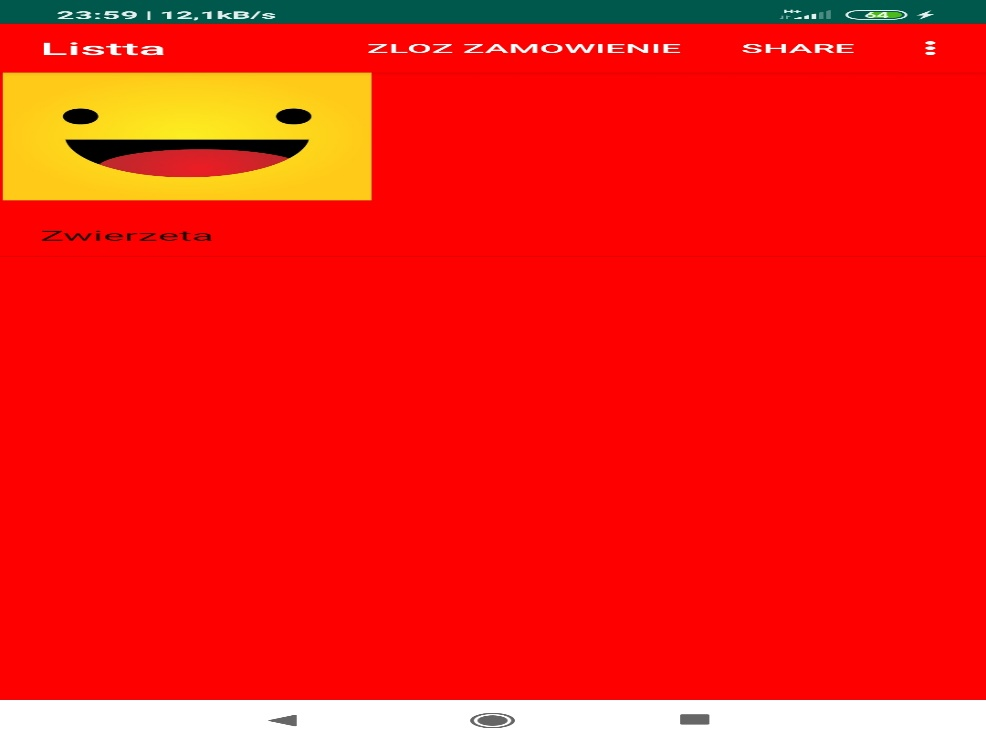 23:59 | 12,1kB/s H+ 64
Listta ZLOZ ZAMOWIENIE SHARE
Zwierzeta